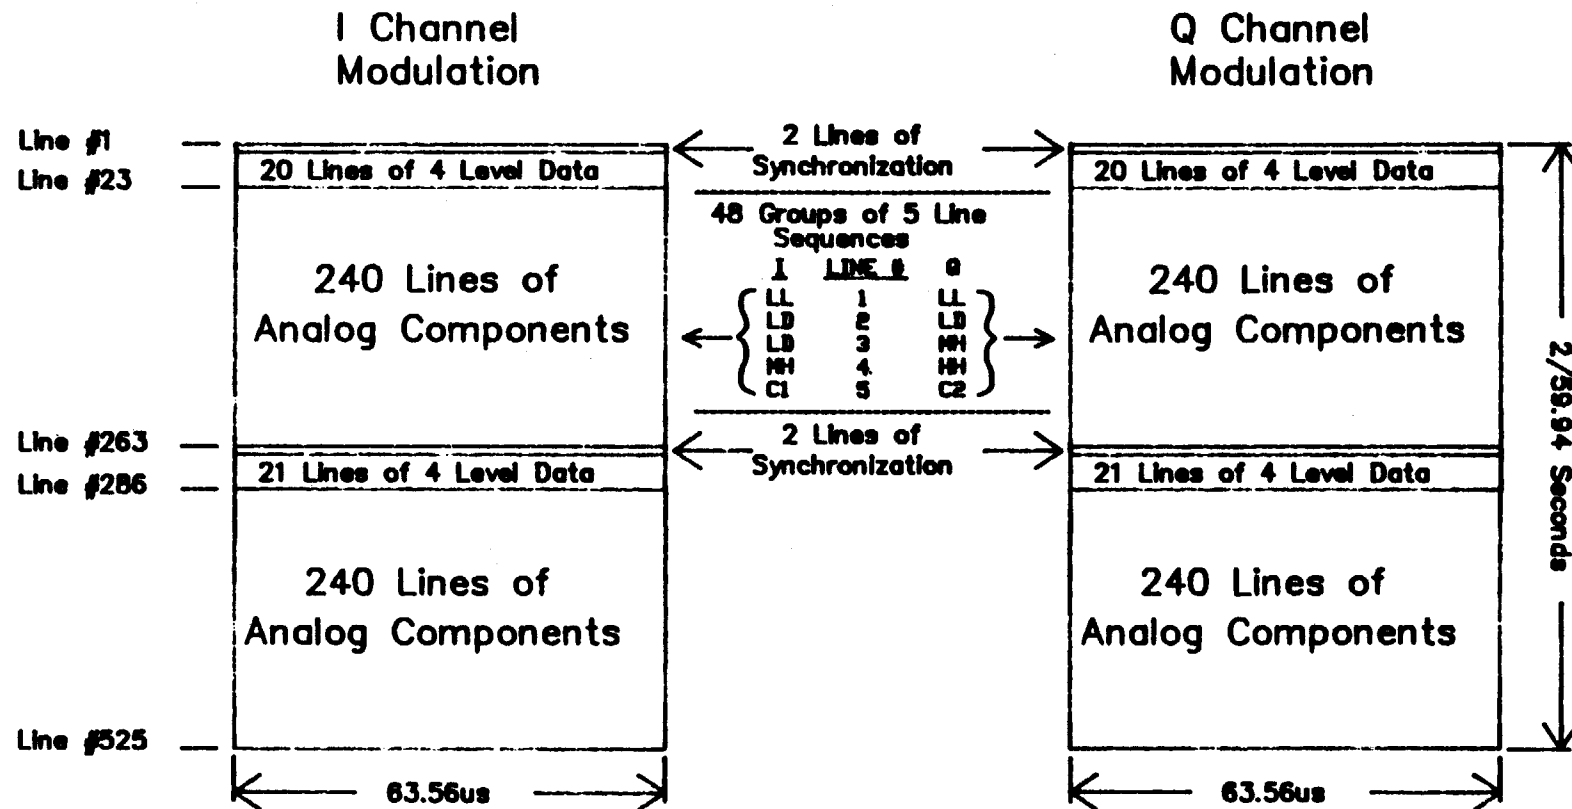 I Channel
Modulation
Q Channel
Modulation
Line #1
2 Lines of
Synchronization
20 Lines of 4 Level Data
20 Lines of 4 Level Data
Line #23
48 Groups of 5 Line
Sequences
I LINE # Q
LL 1 LL
LD 2 LD
LD 3 MH
MH 4 HH
C1 5 C2
240 Lines of
Analog Components
240 Lines of
Analog Components
2/59.94 Seconds
Line #263
2 Lines of
Synchronization
21 Lines of 4 Level Data
21 Lines of 4 Level Data
Line #286
240 Lines of
Analog Components
240 Lines of
Analog Components
Line #525
63.56us
63.56us